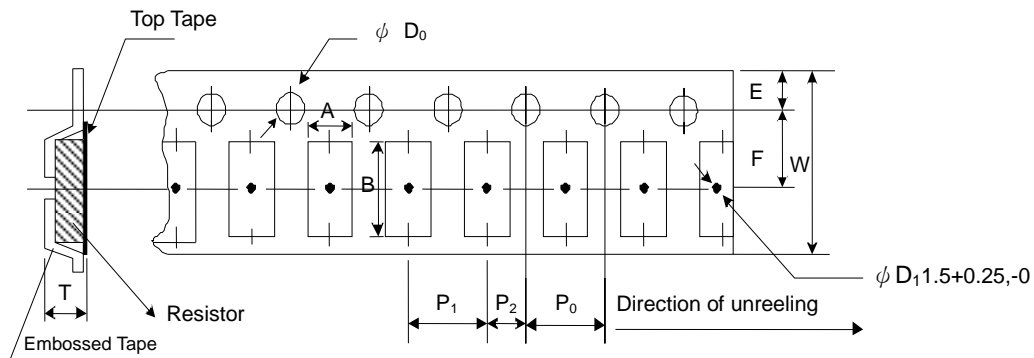 Top Tape
ϕ D₀
E
A
F
W
B
ϕ D₁ 1.5+0.25,-0
T
P₁
P₂
P₀
Direction of unreeling
Resistor
Embossed Tape